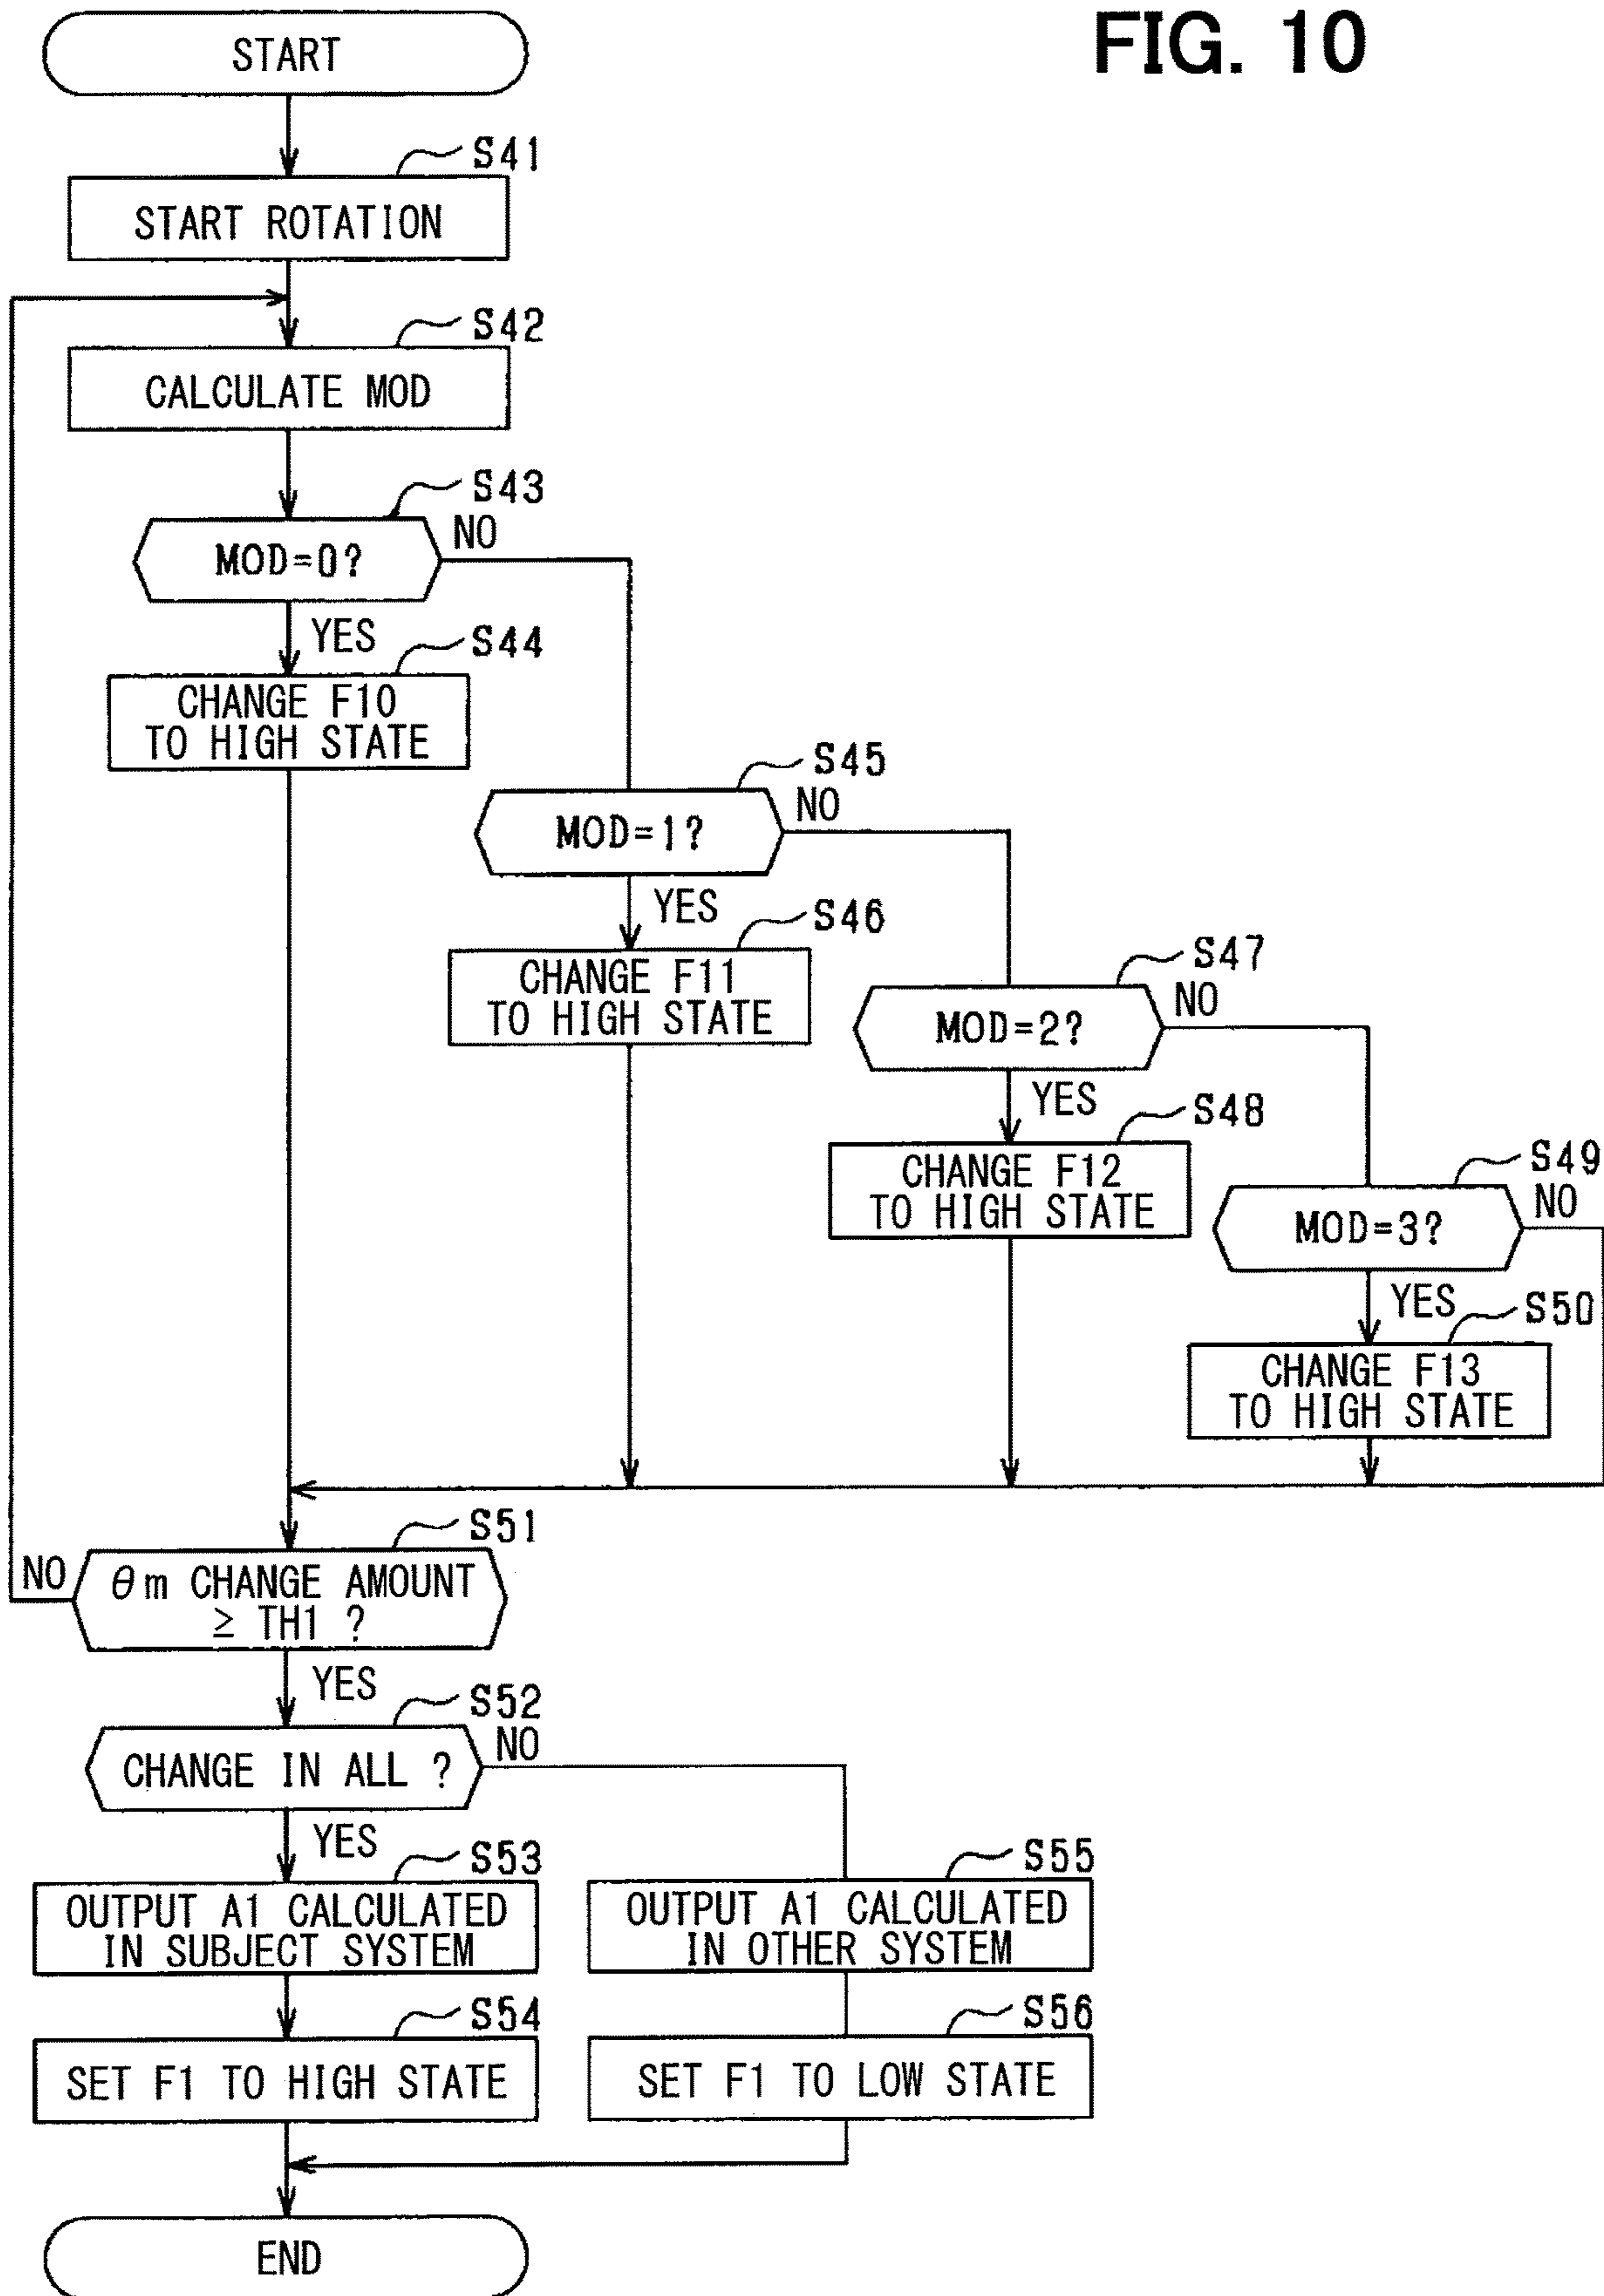 FIG. 10
START
S41
START ROTATION
S42
CALCULATE MOD
S43
MOD=0?
NO
YES
S44
CHANGE F10
TO HIGH STATE
S45
MOD=1?
NO
YES
S46
CHANGE F11
TO HIGH STATE
S47
MOD=2?
NO
YES
S48
CHANGE F12
TO HIGH STATE
S49
MOD=3?
NO
YES
S50
CHANGE F13
TO HIGH STATE
S51
NO
θm CHANGE AMOUNT
≥ TH1 ?
YES
S52
CHANGE IN ALL ?
NO
YES
S53
OUTPUT A1 CALCULATED
IN SUBJECT SYSTEM
S54
SET F1 TO HIGH STATE
S55
OUTPUT A1 CALCULATED
IN OTHER SYSTEM
S56
SET F1 TO LOW STATE
END